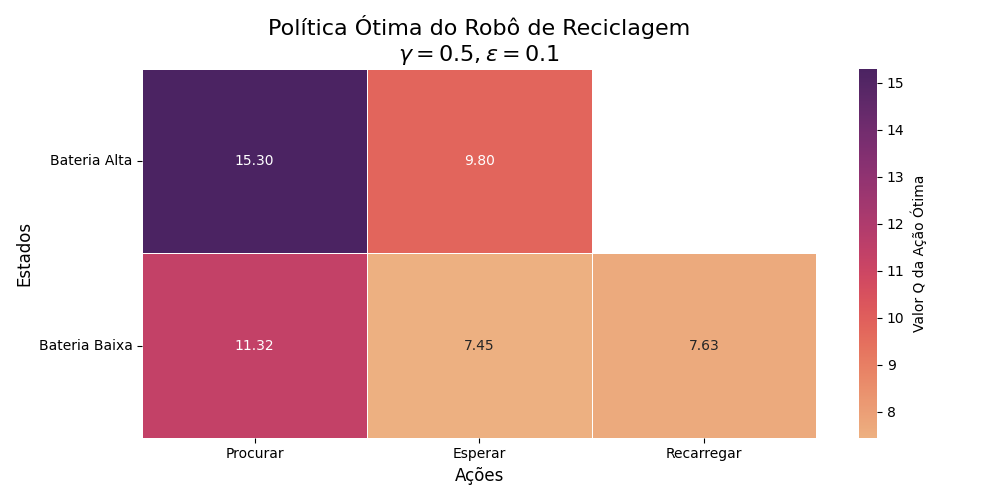 Política Ótima do Robô de Reciclagem
γ = 0.5, ε = 0.1
Estados
Bateria Alta
15.30
9.80
Bateria Baixa
11.32
7.45
7.63
Procurar
Esperar
Recarregar
Ações
15
14
13
12
11
10
9
8
Valor Q da Ação Ótima